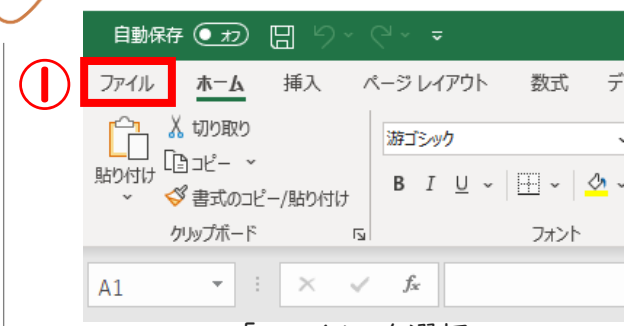 自動保存 オフ
①
ファイル ホーム 挿入 ページ レイアウト 数式 デ
切り取り
コピー
貼り付け
書式のコピー/貼り付け
クリップボード
游ゴシック
B I U
フォント
A1 fx